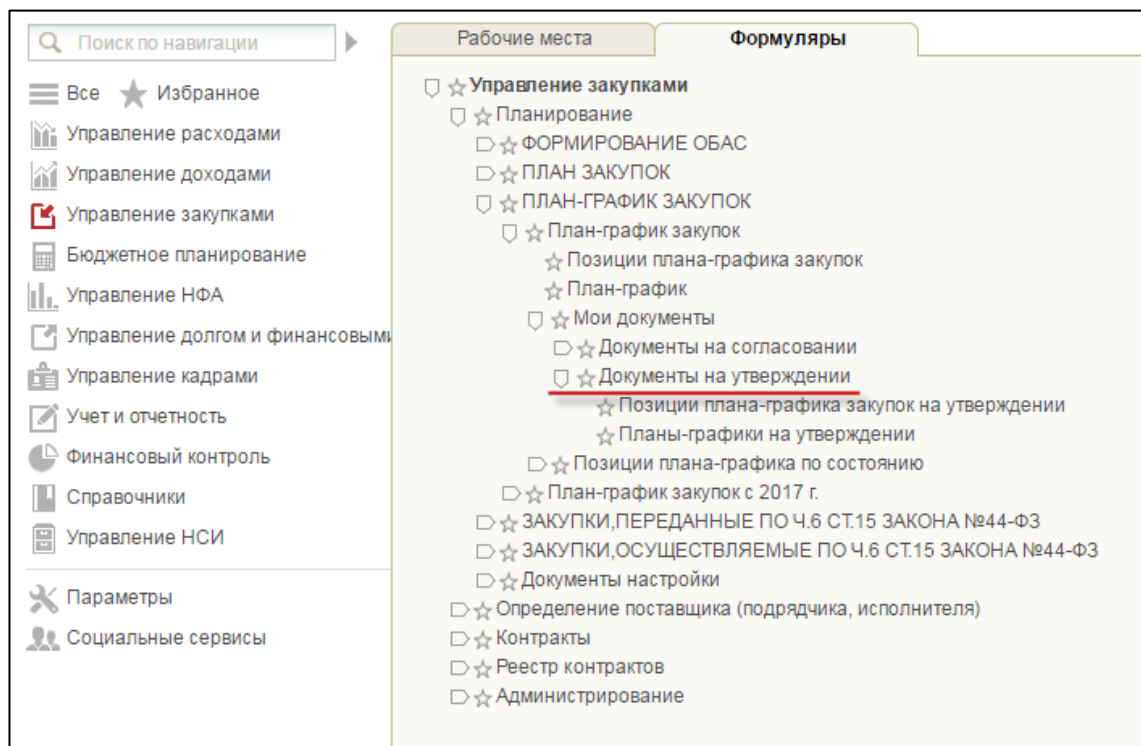 Поиск по навигации
Все Избранное
Управление расходами
Управление доходами
Управление закупками
Бюджетное планирование
Управление НФА
Управление долгом и финансовыми
Управление кадрами
Учет и отчетность
Финансовый контроль
Справочники
Управление НСИ
Параметры
Социальные сервисы
Рабочие места Формуляры
Управление закупками
Планирование
ФОРМИРОВАНИЕ ОБАС
ПЛАН ЗАКУПОК
ПЛАН-ГРАФИК ЗАКУПОК
План-график закупок
Позиции плана-графика закупок
План-график
Мои документы
Документы на согласовании
Документы на утверждении
Позиции плана-графика закупок на утверждении
Планы-графики на утверждении
Позиции плана-графика по состоянию
План-график закупок с 2017 г.
ЗАКУПКИ,ПЕРЕДАННЫЕ ПО Ч.6 СТ.15 ЗАКОНА №44-ФЗ
ЗАКУПКИ,ОСУЩЕСТВЛЯЕМЫЕ ПО Ч.6 СТ.15 ЗАКОНА №44-ФЗ
Документы настройки
Определение поставщика (подрядчика, исполнителя)
Контракты
Реестр контрактов
Администрирование